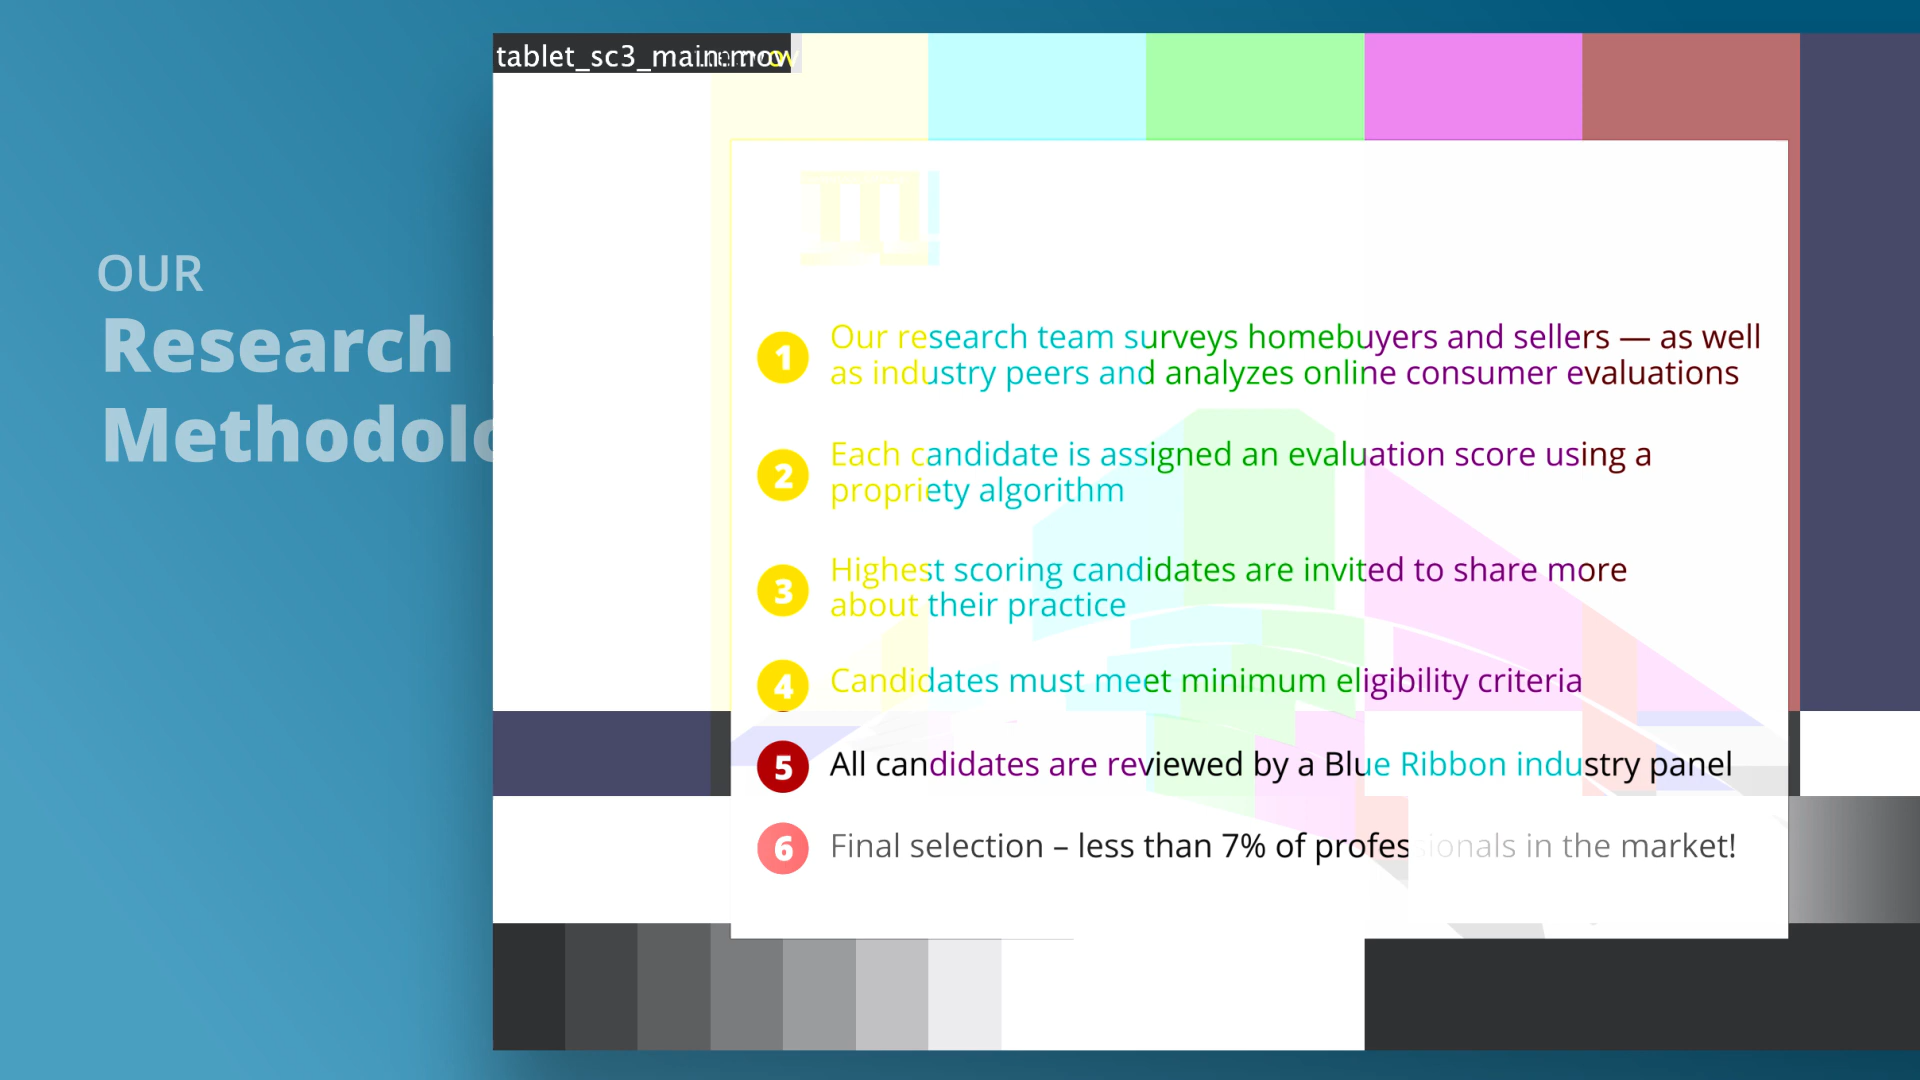 tablet_sc3_main.mov
OUR
Research
Methodolo
1 Our research team surveys homebuyers and sellers — as well
as industry peers and analyzes online consumer evaluations
2 Each candidate is assigned an evaluation score using a
propriety algorithm
3 Highest scoring candidates are invited to share more
about their practice
4 Candidates must meet minimum eligibility criteria
5 All candidates are reviewed by a Blue Ribbon industry panel
6 Final selection – less than 7% of professionals in the market!